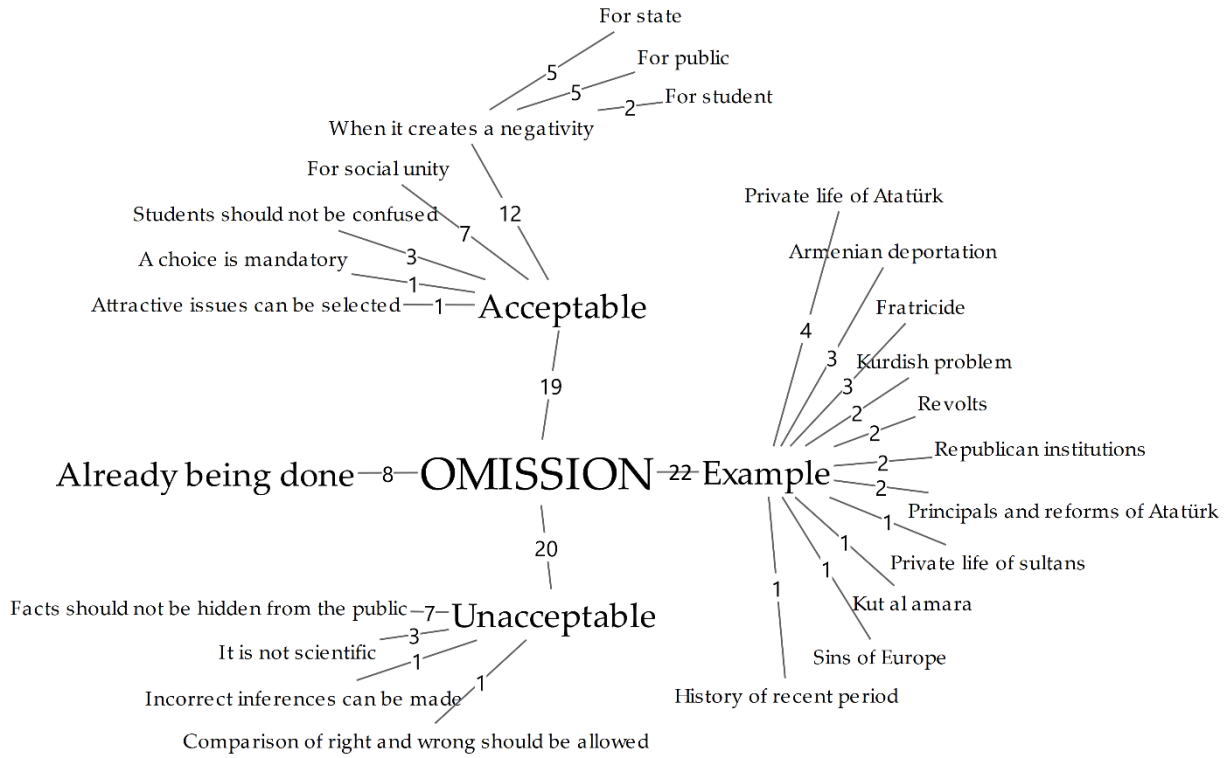 For state
5
For public
5
For student
2
When it creates a negativity
12
For social unity
7
Students should not be confused
3
A choice is mandatory
1
Attractive issues can be selected
1
Acceptable
19
Already being done
8
OMISSION
22
Example
Private life of Atatürk
4
Armenian deportation
3
Fratricide
3
Kurdish problem
2
Revolts
2
Republican institutions
2
Principals and reforms of Atatürk
2
Private life of sultans
1
Kut al amara
1
Sins of Europe
1
History of recent period
1
20
Unacceptable
Facts should not be hidden from the public
7
It is not scientific
3
Incorrect inferences can be made
1
Comparison of right and wrong should be allowed
1